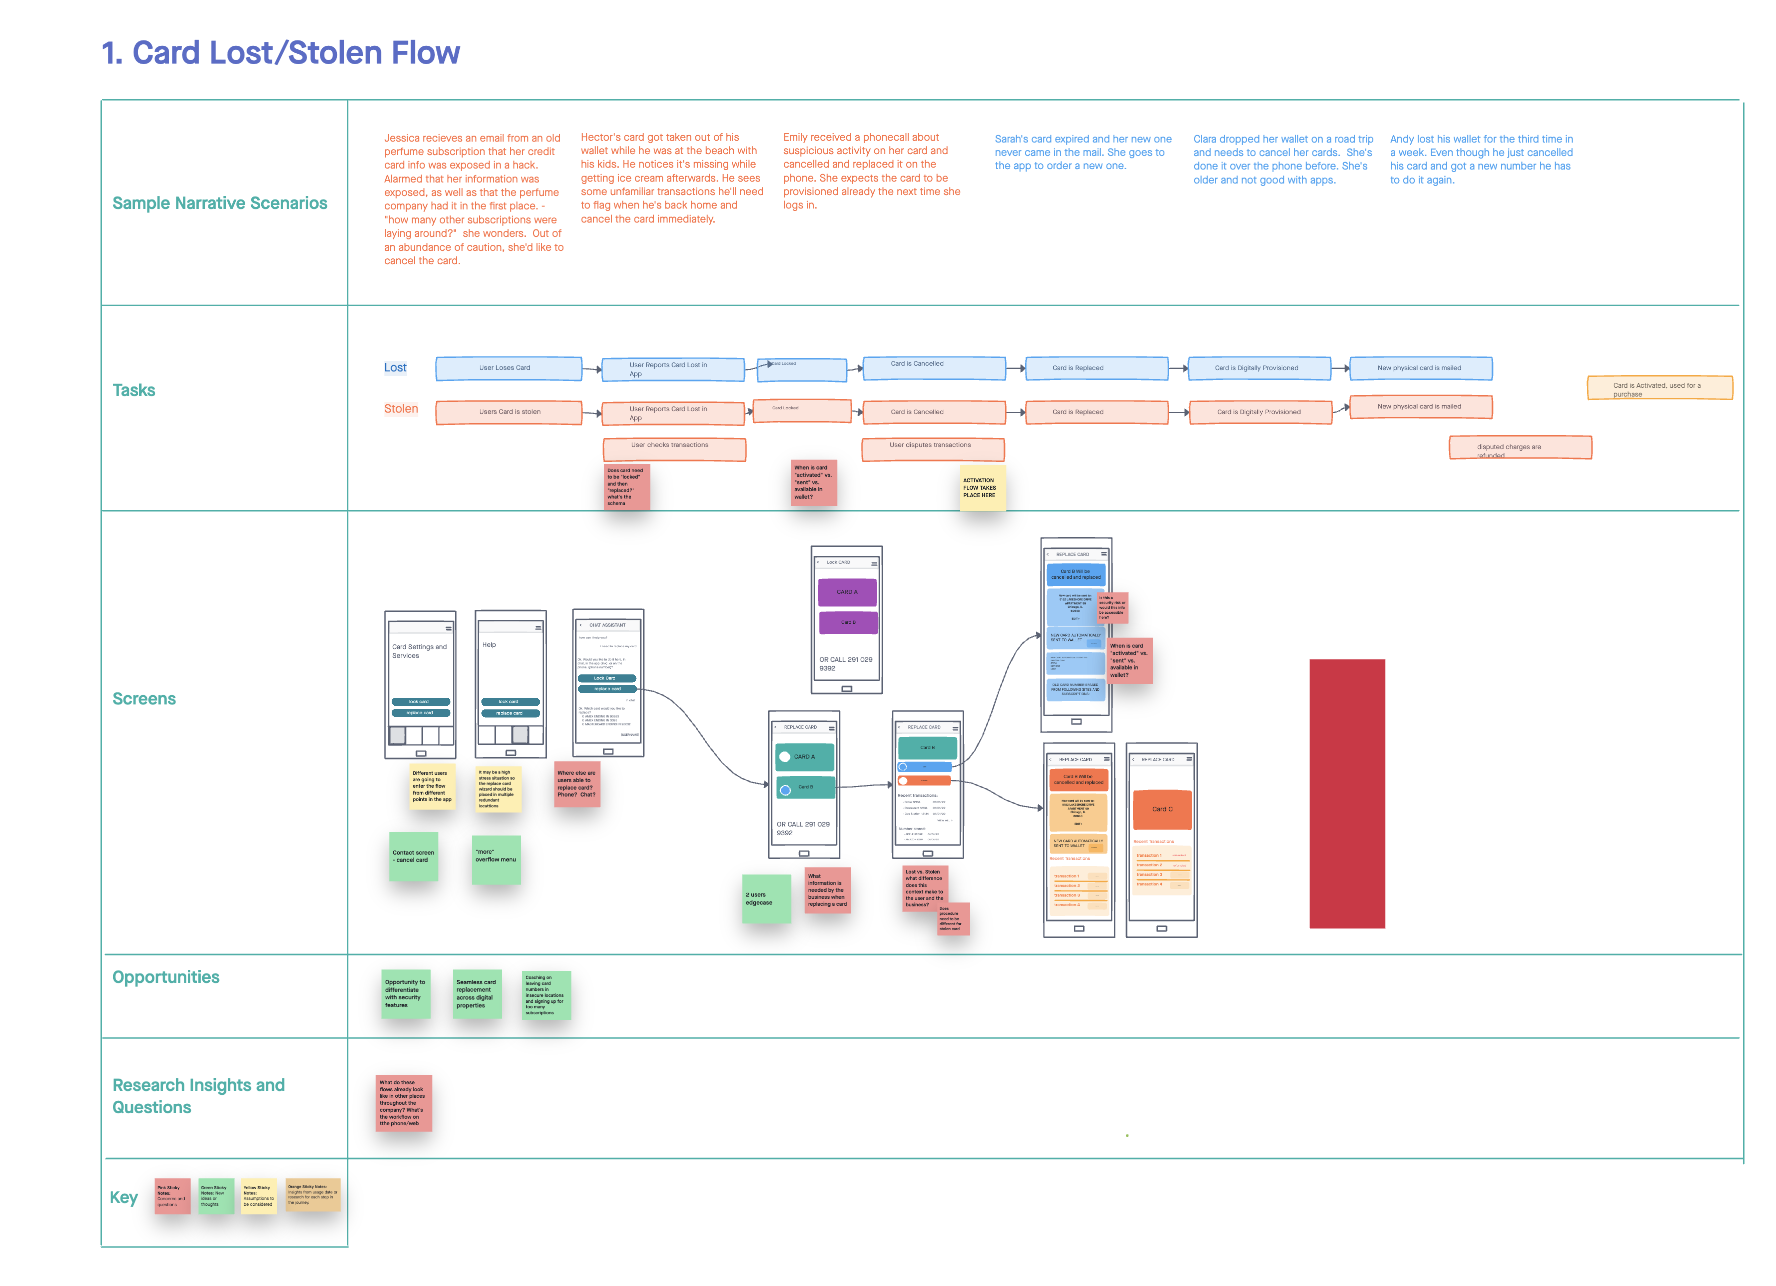 1. Card Lost/Stolen Flow
Sample Narrative Scenarios
Jessica recieves an email from an old
perfume subscription that her credit
card info was exposed in a hack.
Alarmed that her information was
exposed, as well as that the perfume
company had it in the first place. -
"how many other subscriptions were
laying around?"  she wonders.  Out of
an abundance of caution, she'd like to
cancel the card.
Hector's card got taken out of his
wallet while he was at the beach with
his kids. He notices it's missing while
getting ice cream afterwards. He sees
some unfamiliar transactions he'll need
to flag when he's back home and
cancel the card immediately.
Emily received a phonecall about
suspicious activity on her card and
cancelled and replaced it on the
phone. She expects the card to be
provisioned already the next time she
logs in.
Sarah's card expired and her new one
never came in the mail. She goes to
the app to order a new one.
Clara dropped her wallet on a road trip
and needs to cancel her cards.  She's
done it over the phone before. She's
older and not good with apps.
Andy lost his wallet for the third time in
a week. Even though he just cancelled
his card and got a new number he has
to do it again.
Tasks
Lost
User Loses Card
User Reports Card Lost in
App
Card Locked
Card is Cancelled
Card is Replaced
Card is Digitally Provisioned
New physical card is mailed
Card is Activated, used for a
purchase
Stolen
Users Card is stolen
User Reports Card Lost in
App
Card Locked
Card is Cancelled
Card is Replaced
Card is Digitally Provisioned
New physical card is mailed
User checks transactions
User disputes transactions
disputed charges are
refunded
Does card need
to be "locked"
and then
"replaced?"
what's the
schema
When is card
"activated" vs.
"sent" vs.
available in
wallet?
ACTIVATION
FLOW TAKES
PLACE HERE
Screens
Card Settings and
Services
lock card
replace card
Help
lock card
replace card
CHAT ASSISTANT
Lock Card
replace card
Lock CARD
CARD A
Card B
OR CALL 291 029
9392
REPLACE CARD
CARD A
Card B
OR CALL 291 029
9392
REPLACE CARD
Card B
Recent transactions
REPLACE CARD
Card B Will be
cancelled and replaced
NEW CARD AUTOMATICALLY
SENT TO WALLET
Is this a
security risk or
would this info
be accessible
here?
When is card
"activated" vs.
"sent" vs.
available in
wallet?
REPLACE CARD
Card B Will be
cancelled and replaced
NEW CARD AUTOMATICALLY
SENT TO WALLET
Recent Transactions
transaction 1
transaction 2
transaction 3
transaction 4
REPLACE CARD
Card C
Recent Transactions
transaction 1
transaction 2
transaction 3
transaction 4
Different users
are going to
enter the flow
from different
points in the app
It may be a high
stress situation so
the replace card
wizard should be
placed in multiple
redundant
locations
Where else are
users able to
replace card?
Phone?  Chat?
Contact screen
- cancel card
"more"
overflow menu
2 users
edgecase
What
information is
needed by the
business when
replacing a card
Lost vs. Stolen
what difference
does this
context make to
the user and the
business?
Does
procedure
need to be
different for
stolen card
Opportunities
Opportunity to
differentiate
with security
features
Seamless card
replacement
across digital
properties
Coaching on
leaving card
numbers in
insecure locations
and signing up for
too many
subscriptions
Research Insights and
Questions
What do these
flows already look
like in other places
throughout the
company? What's
the workflow on
tthe phone/web
Key
Pink Sticky
Notes:
Concerns and
questions
Green Sticky
Notes: New
ideas or
thoughts
Yellow Sticky
Notes:
Assumptions to
be considered
Orange Sticky Notes:
Insights from usage data or
research for each step in
the journey